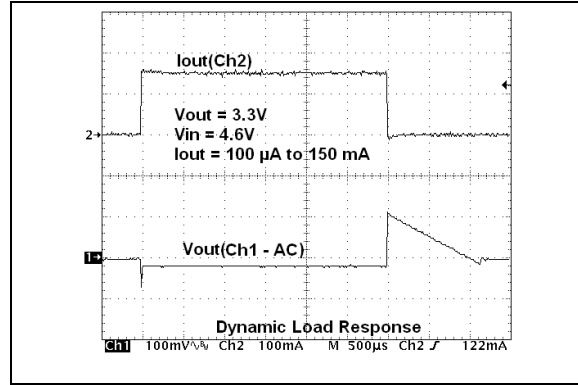 Iout(Ch2)
Vout = 3.3V
Vin = 4.6V
2
Iout = 100 µA to 150 mA
Vout(Ch1 - AC)
1
Dynamic Load Response
Ch1 100mV Ch2 100mA M 500µs Ch2 122mA